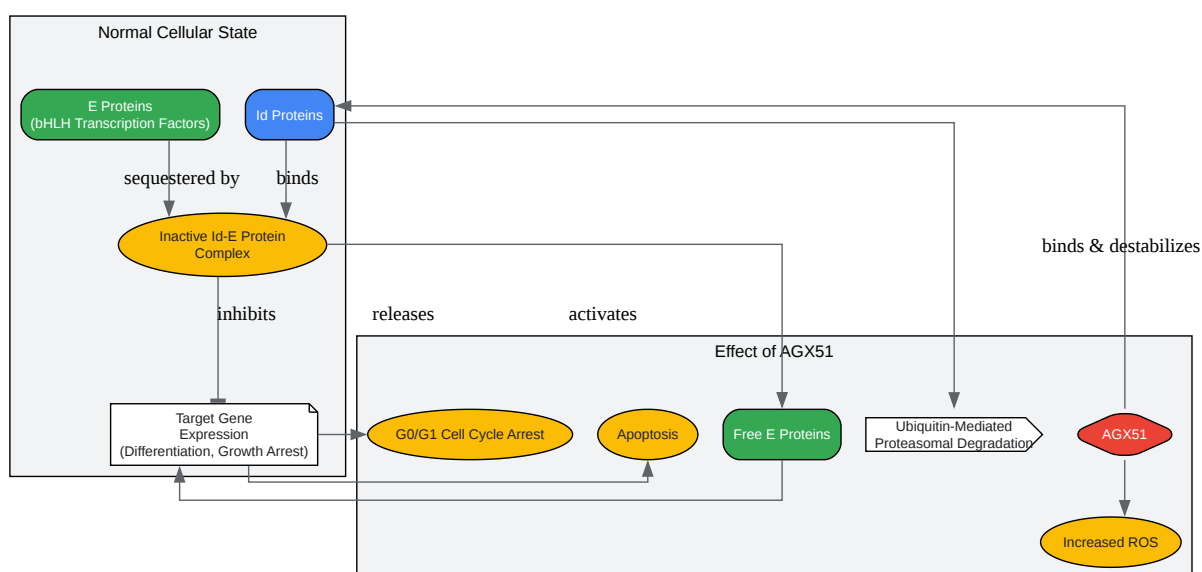 Normal Cellular State
E Proteins
(bHLH Transcription Factors)
Id Proteins
sequestered by
binds
Inactive Id-E Protein
Complex
binds & destabilizes
inhibits
releases
activates
Effect of AGX51
Target Gene
Expression
(Differentiation, Growth Arrest)
G0/G1 Cell Cycle Arrest
Apoptosis
Free E Proteins
Ubiquitin-Mediated
Proteasomal Degradation
AGX51
Increased ROS